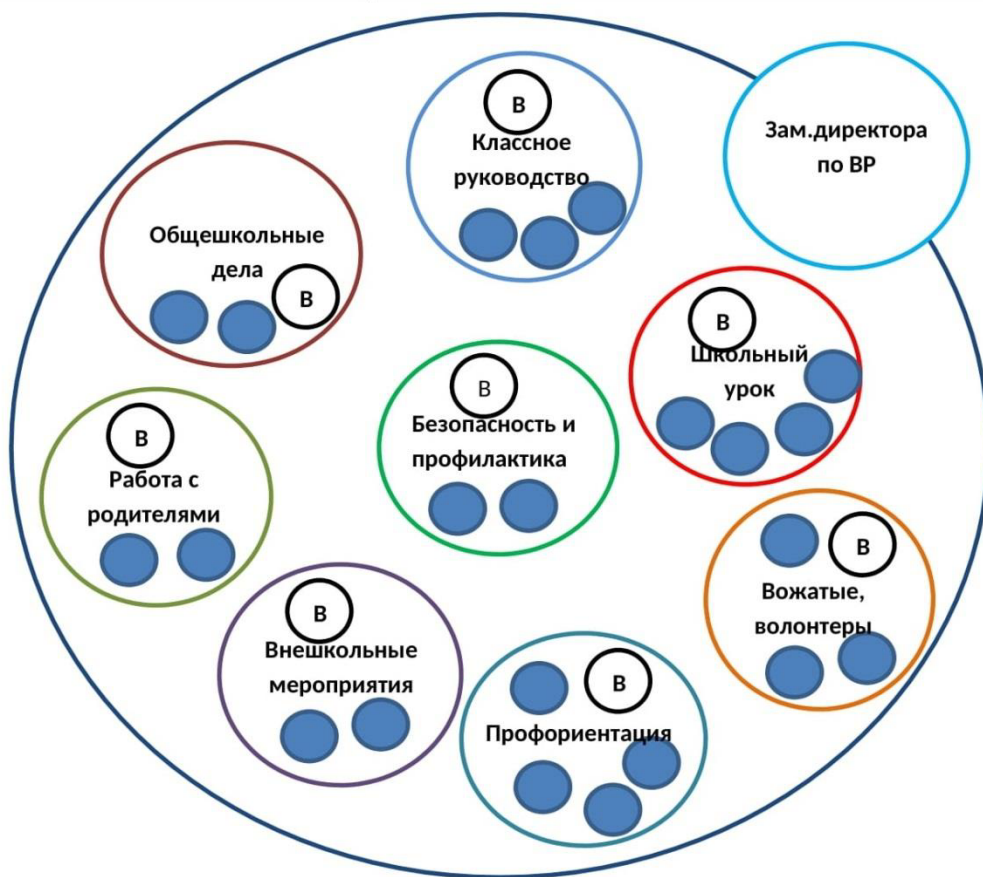 В
Классное
руководство
Зам.директора
по ВР
Общешкольные
дела
В
В
Школьный
урок
В
Безопасность и
профилактика
В
Работа с
родителями
В
Вожатые,
волонтеры
В
Внешкольные
мероприятия
В
Профориентация